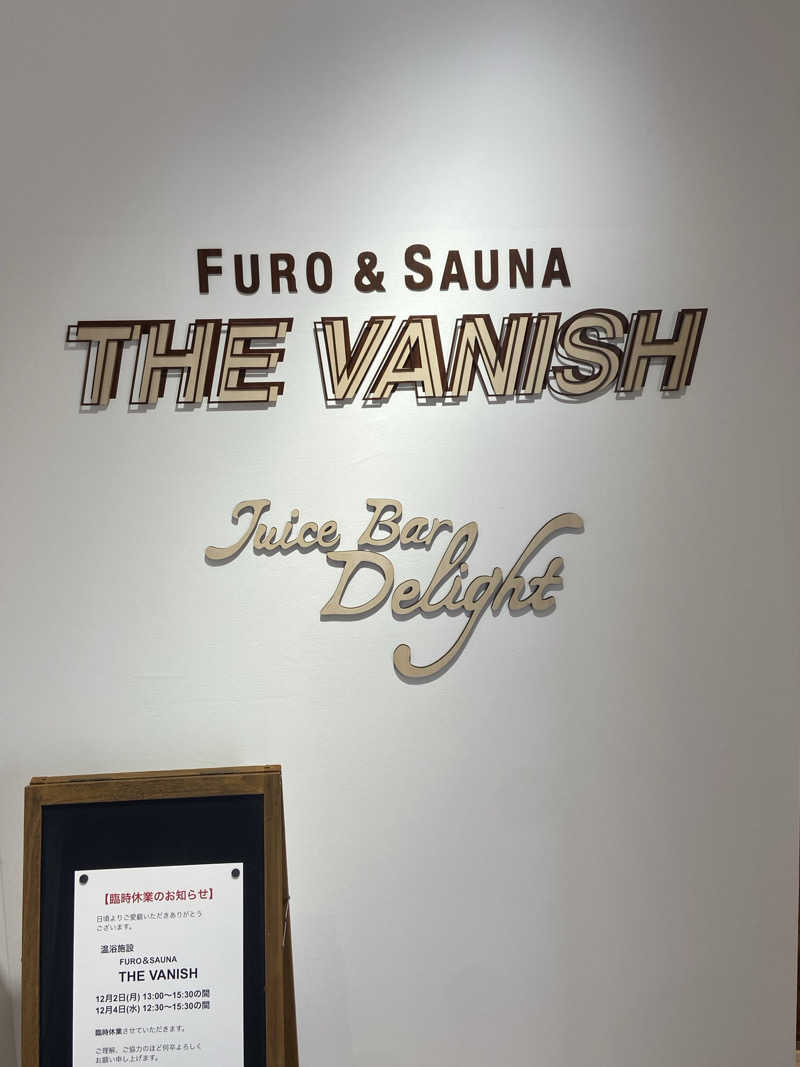 FURO & SAUNA
THE VANISH
Juice Bar
Delight
【臨時休業のお知らせ】
日頃よりご愛顧いただきありがとう
ございます。
温浴施設
FURO&SAUNA
THE VANISH
12月2日(月) 13:00〜15:30の間
12月4日(水) 12:30〜15:30の間
臨時休業させていただきます。
ご理解、ご協力のほど何卒よろしく
お願い申し上げます。